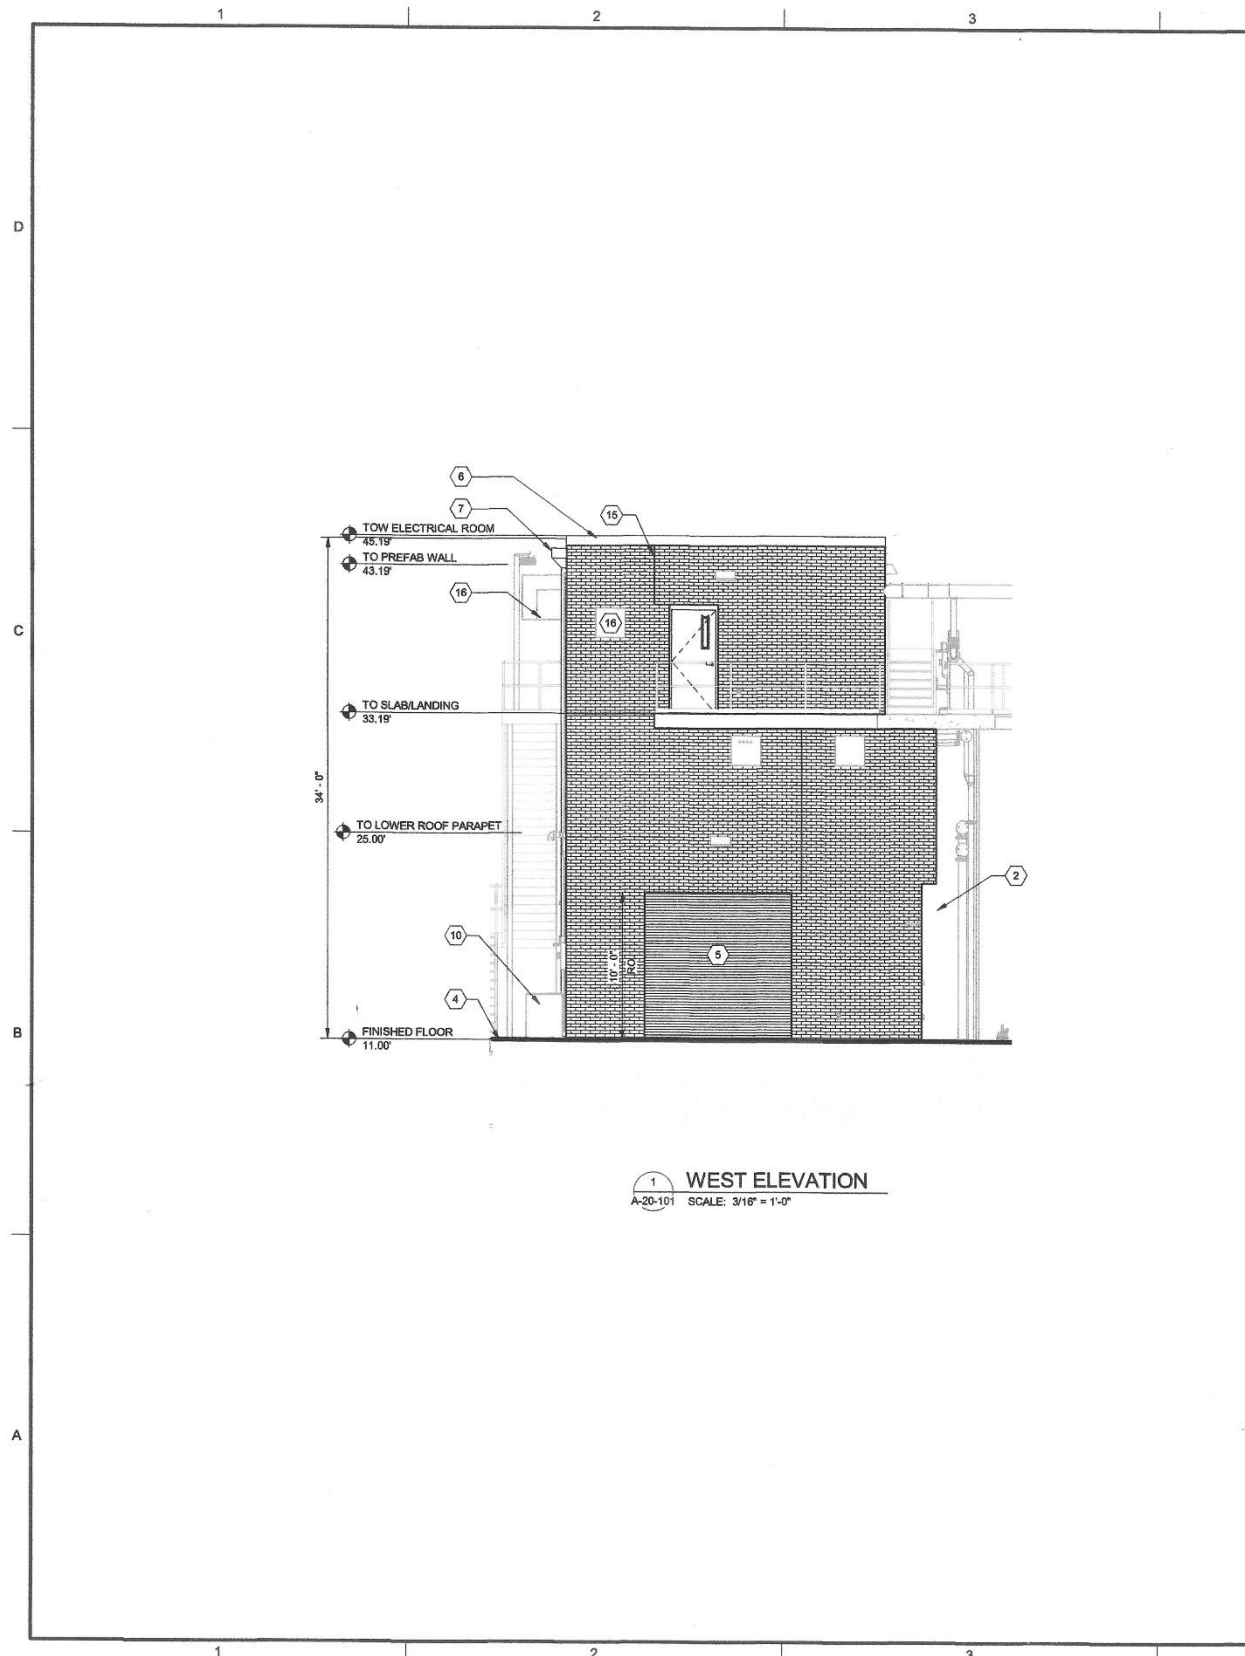 1 2 3
D
6
7
15
TOW ELECTRICAL ROOM
45.19'
TO PREFAB WALL
43.19'
16
C
16
TO SLAB/LANDING
33.19'
34' - 0"
TO LOWER ROOF PARAPET
25.00'
2
10
10' - 0"
RO
5
4
B
FINISHED FLOOR
11.00'
1 WEST ELEVATION
A-20-101 SCALE: 3/16" = 1'-0"
A
1 2 3